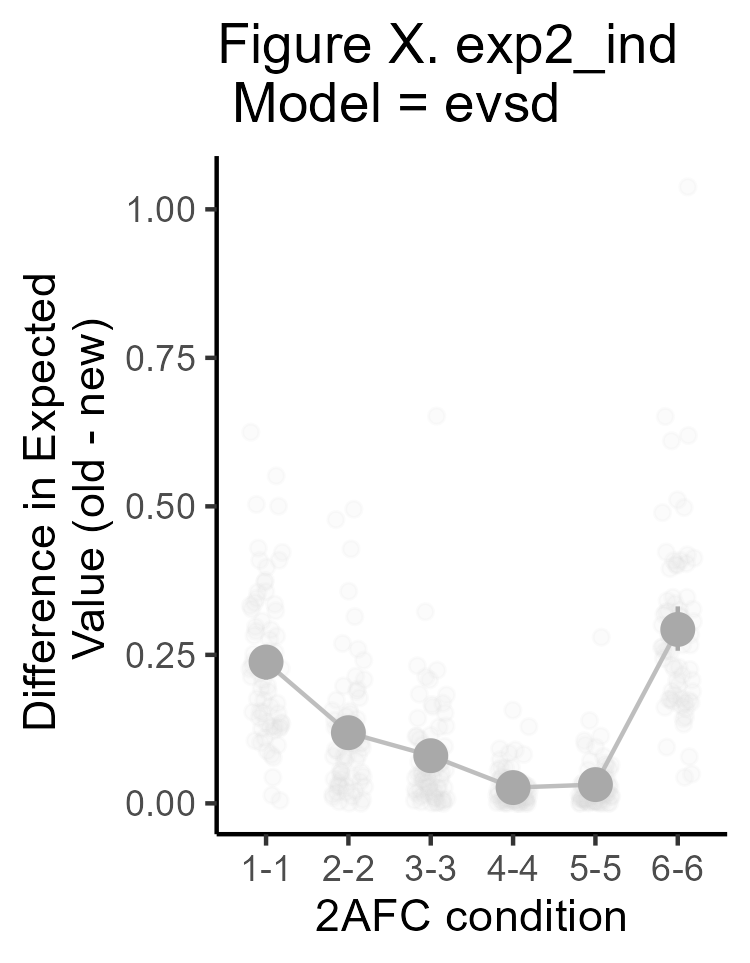 Figure X. exp2_ind
Model = evsd
Difference in Expected
Value (old - new)
1.00
0.75
0.50
0.25
0.00
1-1 2-2 3-3 4-4 5-5 6-6
2AFC condition